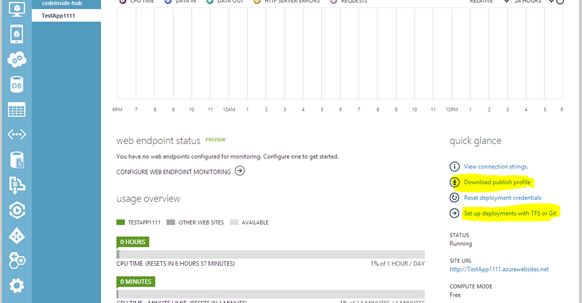 codeinside-hub
TestApp1111
CPU TIME DATA IN DATA OUT HTTP SERVER ERRORS REQUESTS RELATIVE 24 HOURS
6PM 7 8 9 10 11 12AM 1 2 3 4 5 6 7 8 9 10 11 12PM 1 2 3 4 5 6
web endpoint status PREVIEW
You have no web endpoints configured for monitoring. Configure one to get started.
CONFIGURE WEB ENDPOINT MONITORING
usage overview
TESTAPP1111 OTHER WEB SITES AVAILABLE
0 HOURS
CPU TIME (RESETS IN 6 HOURS 57 MINUTES) 1% of 1 HOUR / DAY
0 MINUTES
quick glance
View connection strings.
Download publish profile
Reset deployment credentials
Set up deployments with TFS or Git
STATUS
Running
SITE URL
http://TestApp1111.azurewebsites.net
COMPUTE MODE
Free
DB